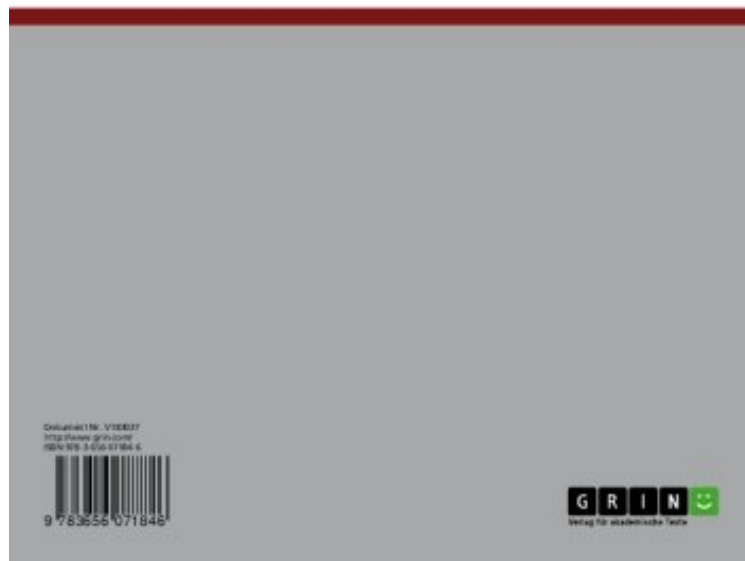 Dokument Nr.
http://www.grin.com/
ISBN 978-3-656-07184-6
9 783656 071846
GRIN
Verlag für akademische Texte